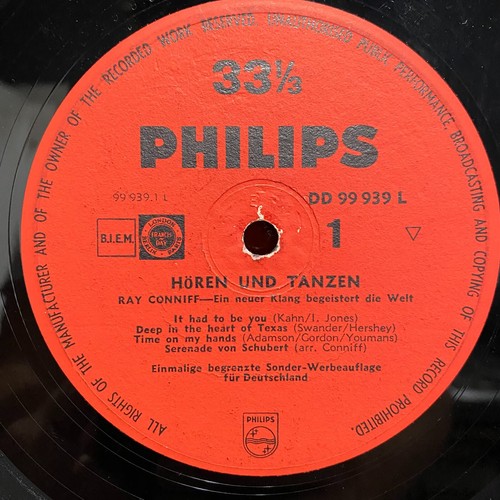 ALL RIGHTS OF THE MANUFACTURER AND OF THE OWNER OF THE RECORDED WORK RESERVED. UNAUTHORISED PUBLIC PERFORMANCE, BROADCASTING AND COPYING OF THIS RECORD PROHIBITED.
33⅓
PHILIPS
99 939.1 L
DD 99 939 L
B.I.E.M.
LONDON
FRANCIS DAY
1
HöREN UND TANZEN
RAY CONNIFF—Ein neuer Klang begeistert die Welt
It had to be you (Kahn/I. Jones)
Deep in the heart of Texas (Swander/Hershey)
Time on my hands (Adamson/Gordon/Youmans)
Serenade von Schubert (arr. Conniff)
Einmalige begrenzte Sonder-Werbeauflage
für Deutschland
PHILIPS